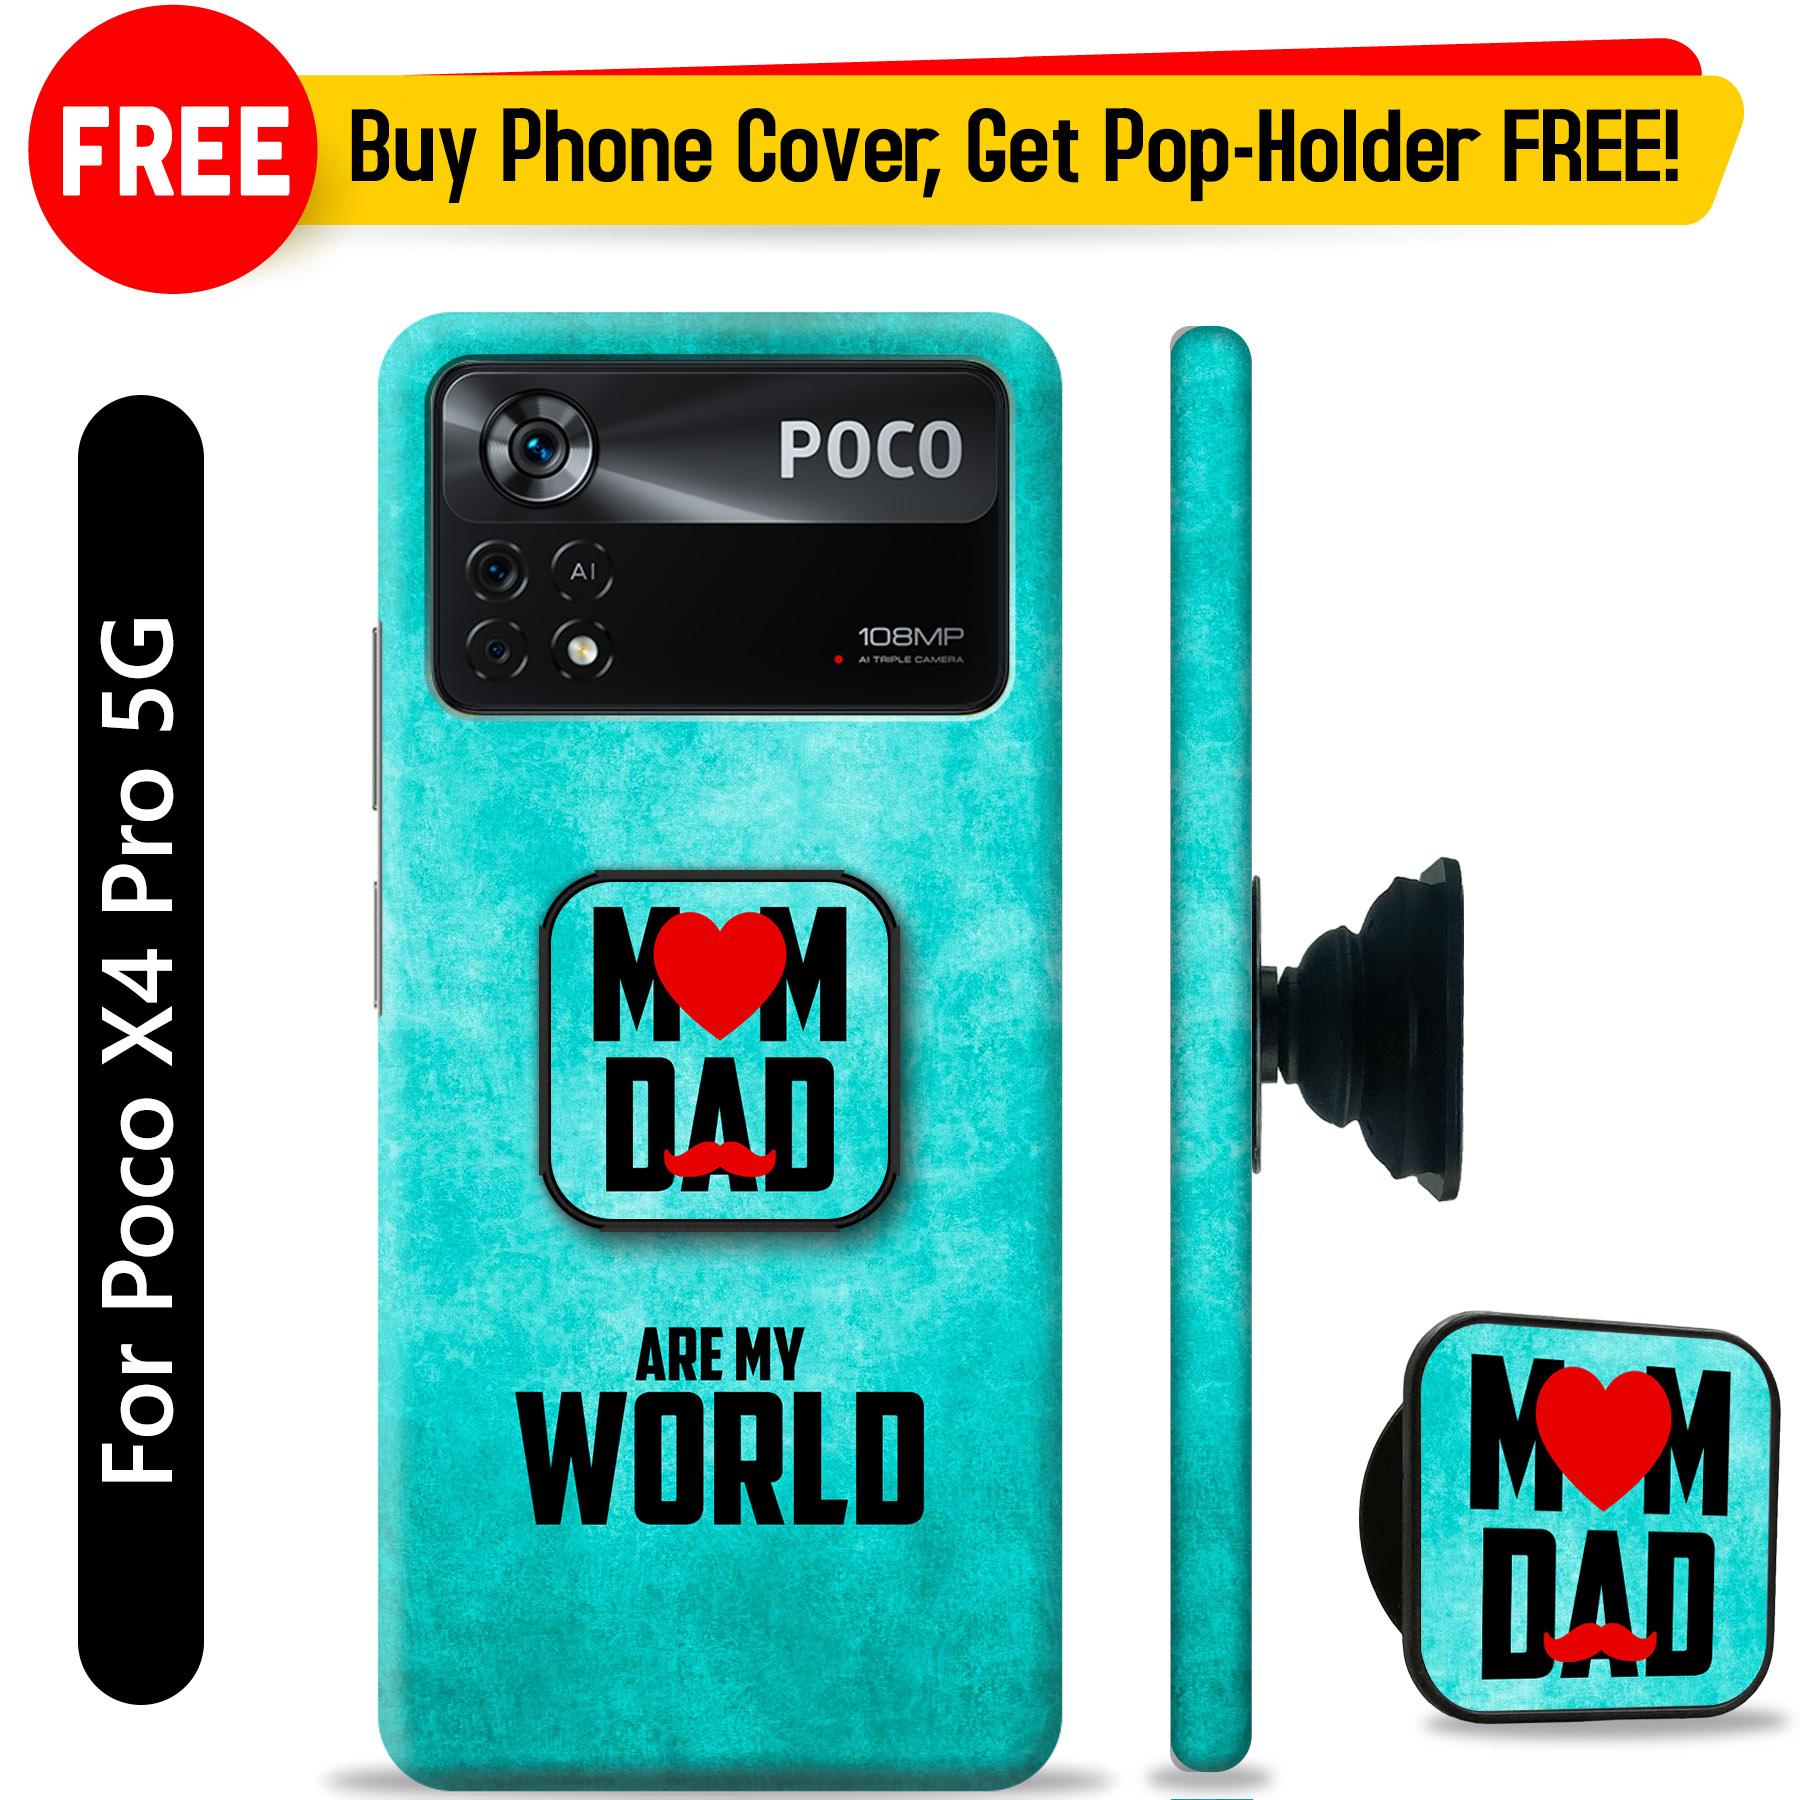 FREE
Buy Phone Cover, Get Pop-Holder FREE!
For Poco X4 Pro 5G
POCO
AI
108MP
AI TRIPLE CAMERA
MOM
DAD
ARE MY
WORLD
MOM
DAD